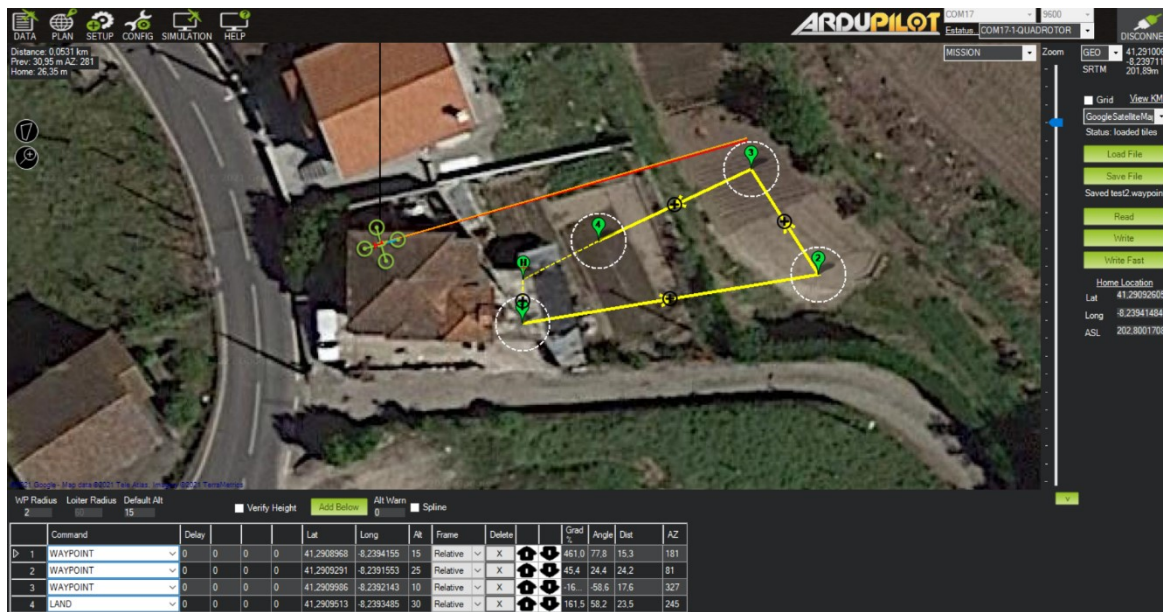 COM17 9600
DATA PLAN SETUP CONFIG SIMULATION HELP
ARDUPILOT
Estatus COM17-1-QUADROTOR
DISCONNE
Distance: 0,0531 km
Prev: 30,95 m AZ: 281
Home: 26,35 m
MISSION
Zoom
GEO 41,291006
-8,239711
SRTM 201,89m
Grid View KM
GoogleSatelliteMap
Status: loaded tiles
Load File
Save File
Saved test2.waypoin
Read
Write
Write Fast
Home Location
Lat 41,29092605
Long -8,23941484
ASL 202,8001708
3
4
H
2
WP Radius Loiter Radius Default Alt
2 15
Verify Height Add Below Alt Warn Spline
0
Command Delay Lat Long Alt Frame Delete Grad % Angle Dist AZ
1 WAYPOINT 0 0 0 0 41,2908968 -8,2394155 15 Relative X 461,0 77,8 15,3 181
2 WAYPOINT 0 0 0 0 41,2909291 -8,2391553 25 Relative X 45,4 24,4 24,2 81
3 WAYPOINT 0 0 0 0 41,2909986 -8,2392143 10 Relative X -16... -58,6 17,6 327
4 LAND 0 0 0 0 41,2909513 -8,2393485 30 Relative X 161,5 58,2 23,5 245